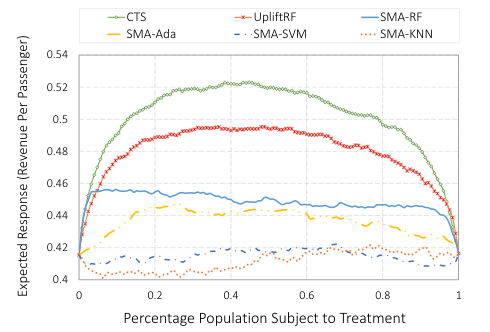 CTS UpliftRF SMA-RF
SMA-Ada SMA-SVM SMA-KNN
0.54
0.52
0.5
0.48
0.46
0.44
0.42
0.4
Expected Response (Revenue Per Passenger)
0 0.2 0.4 0.6 0.8 1
Percentage Population Subject to Treatment